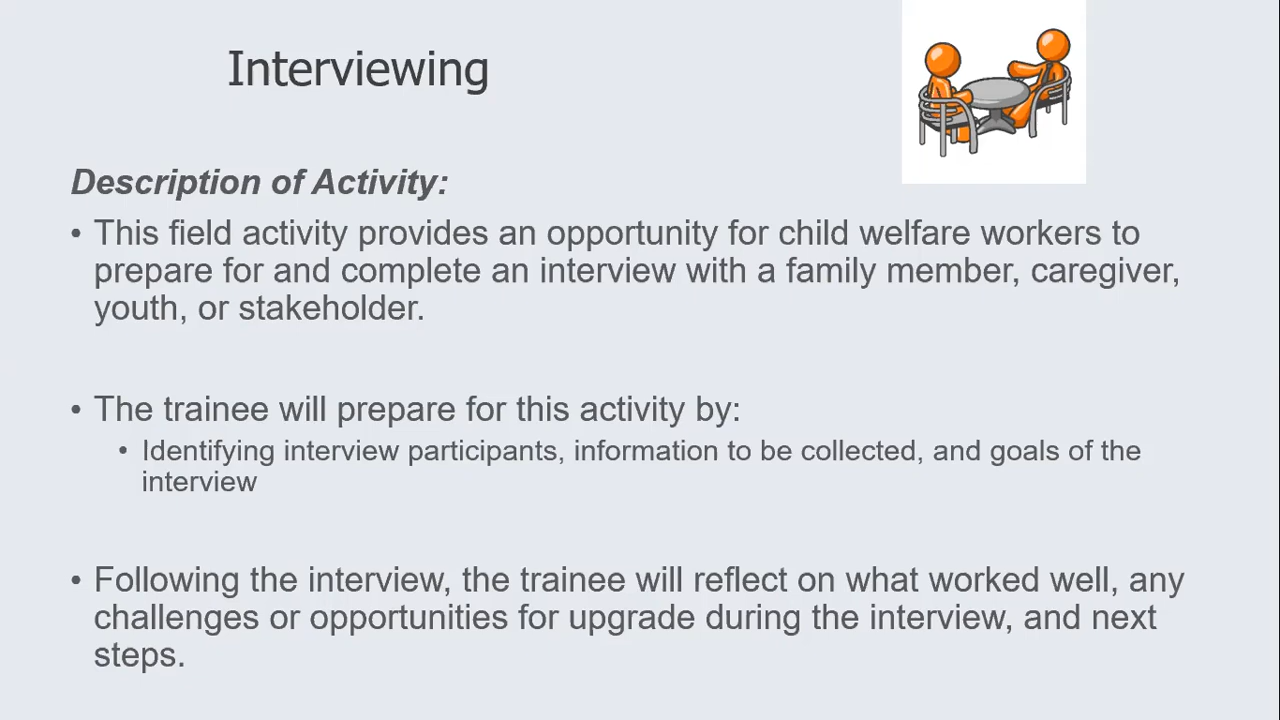 Interviewing
Description of Activity:
• This field activity provides an opportunity for child welfare workers to
prepare for and complete an interview with a family member, caregiver,
youth, or stakeholder.
• The trainee will prepare for this activity by:
• Identifying interview participants, information to be collected, and goals of the
interview
• Following the interview, the trainee will reflect on what worked well, any
challenges or opportunities for upgrade during the interview, and next
steps.